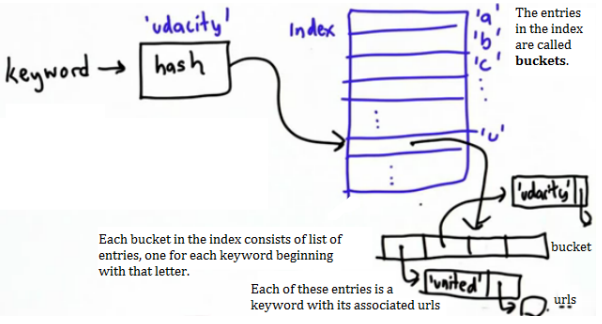 'udacity'
keyword
hash
Index
'a'
'b'
'c'
'u'
The entries
in the index
are called
buckets.
'udacity'
bucket
'united'
urls
Each bucket in the index consists of list of
entries, one for each keyword beginning
with that letter.
Each of these entries is a
keyword with its associated urls